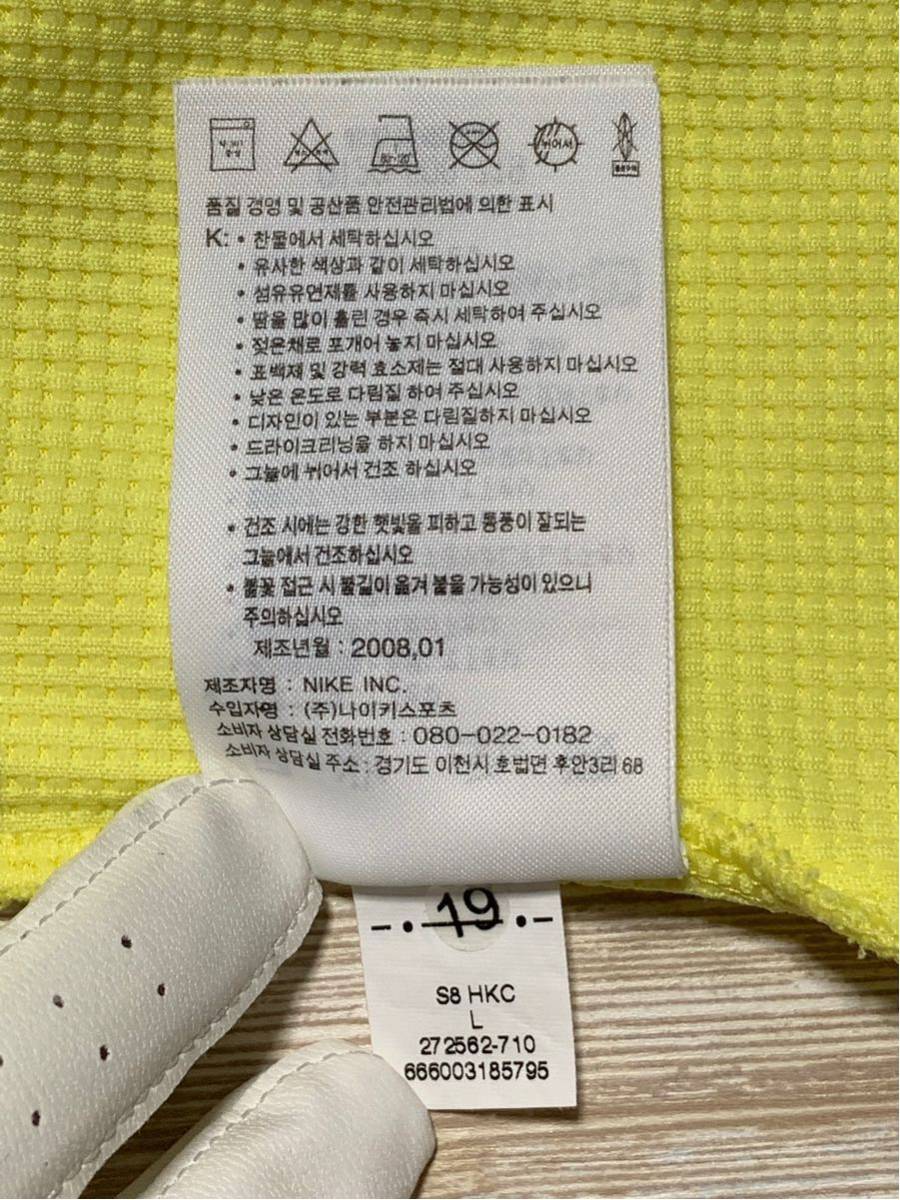 80~120℃
뉘어서
품질 경영 및 공산품 안전관리법에 의한 표시
K: • 찬물에서 세탁하십시오
• 유사한 색상과 같이 세탁하십시오
• 섬유유연제를 사용하지 마십시오
• 땀을 많이 흘린 경우 즉시 세탁하여 주십시오
• 젖은채로 포개어 놓지 마십시오
• 표백제 및 강력 효소제는 절대 사용하지 마십시오
• 낮은 온도로 다림질 하여 주십시오
• 디자인이 있는 부분은 다림질하지 마십시오
• 드라이크리닝을 하지 마십시오
• 그늘에 뉘어서 건조 하십시오
• 건조 시에는 강한 햇빛을 피하고 통풍이 잘되는
그늘에서 건조하십시오
• 불꽃 접근 시 불길이 옮겨 붙을 가능성이 있으니
주의하십시오
제조년월 : 2008,01
제조자명 : NIKE INC.
수입자명 : (주)나이키스포츠
소비자 상담실 전화번호 : 080-022-0182
소비자 상담실 주소 : 경기도 이천시 호법면 후안3리 68
19
S8 HKC
L
272562-710
666003185795